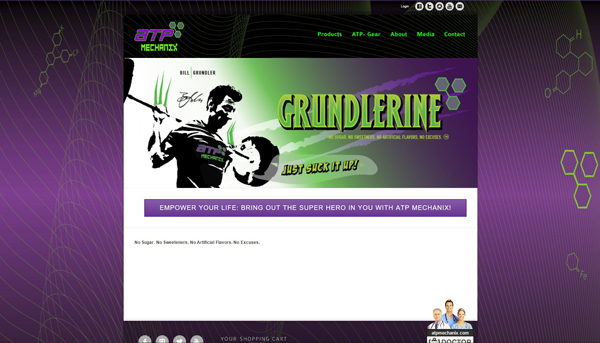 Login
ATP
MECHANIX
Products
ATP- Gear
About
Media
Contact
BILL GRUNDLER
GRUNDLERINE
NO SUGAR, NO SWEETNERS, NO ARTIFICIAL FLAVORS, NO EXCUSES
ATP
MECHANIX
JUST SUCK IT UP!
EMPOWER YOUR LIFE: BRING OUT THE SUPER HERO IN YOU WITH ATP MECHANIX!
No Sugar. No Sweeteners. No Artificial Flavors. No Excuses.
atpmechanix.com
DOCTOR
YOUR SHOPPING CART